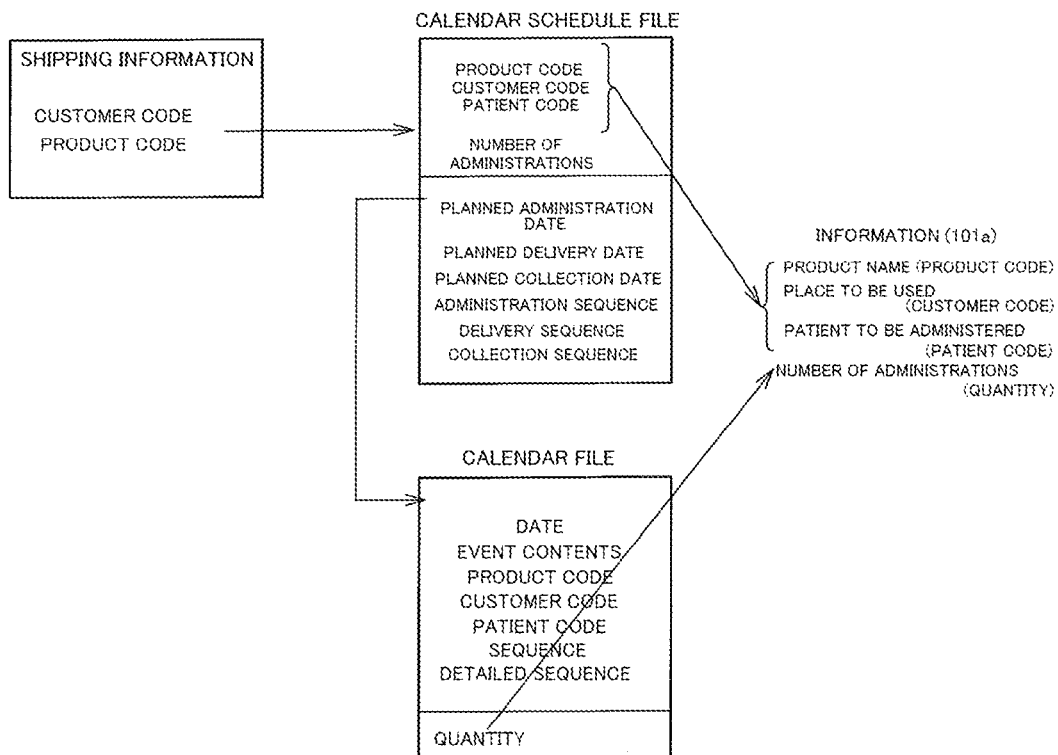 SHIPPING INFORMATION
CUSTOMER CODE
PRODUCT CODE
CALENDAR SCHEDULE FILE
PRODUCT CODE
CUSTOMER CODE
PATIENT CODE
NUMBER OF
ADMINISTRATIONS
PLANNED ADMINISTRATION
DATE
PLANNED DELIVERY DATE
PLANNED COLLECTION DATE
ADMINISTRATION SEQUENCE
DELIVERY SEQUENCE
COLLECTION SEQUENCE
INFORMATION (101a)
PRODUCT NAME (PRODUCT CODE)
PLACE TO BE USED
(CUSTOMER CODE)
PATIENT TO BE ADMINISTERED
(PATIENT CODE)
NUMBER OF ADMINISTRATIONS
(QUANTITY)
CALENDAR FILE
DATE
EVENT CONTENTS
PRODUCT CODE
CUSTOMER CODE
PATIENT CODE
SEQUENCE
DETAILED SEQUENCE
QUANTITY